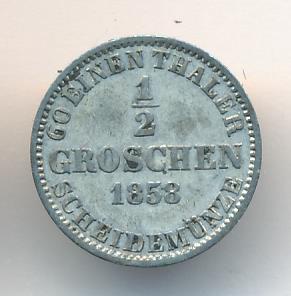 60 EINEN THALER
1/2
GROSCHEN
1858
SCHEIDEMÜNZE